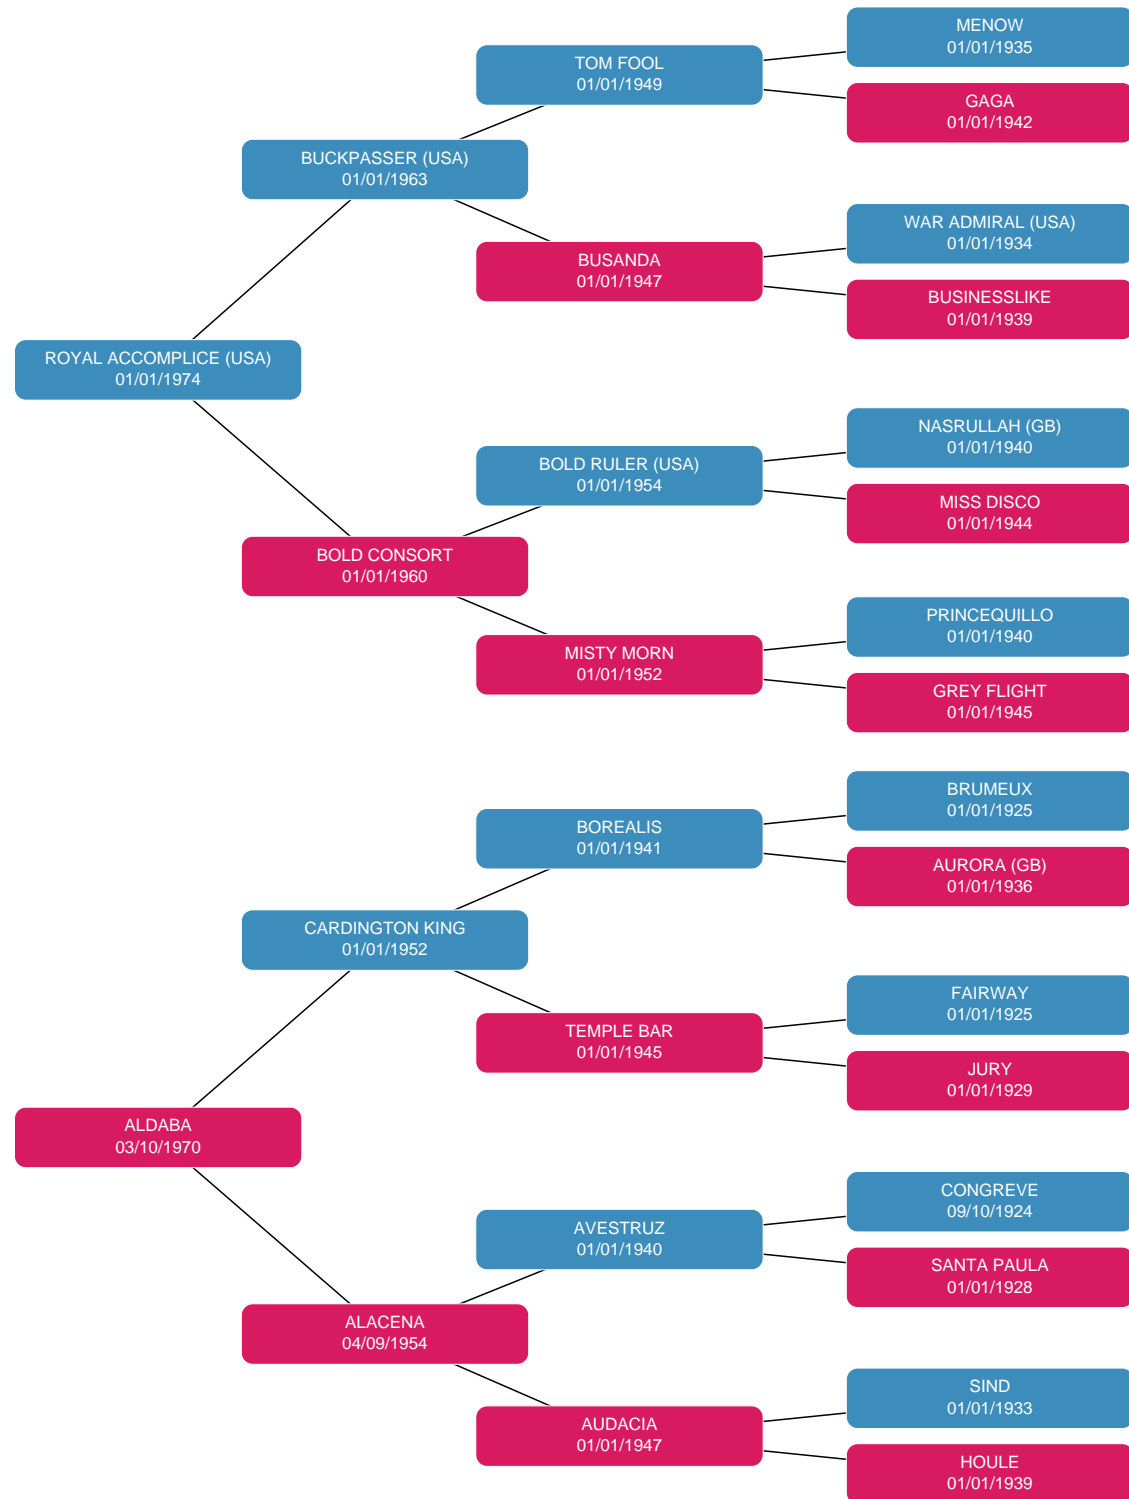 MENOW
01/01/1935
TOM FOOL
01/01/1949
GAGA
01/01/1942
BUCKPASSER (USA)
01/01/1963
WAR ADMIRAL (USA)
01/01/1934
BUSANDA
01/01/1947
BUSINESSLIKE
01/01/1939
ROYAL ACCOMPLICE (USA)
01/01/1974
NASRULLAH (GB)
01/01/1940
BOLD RULER (USA)
01/01/1954
MISS DISCO
01/01/1944
BOLD CONSORT
01/01/1960
PRINCEQUILLO
01/01/1940
MISTY MORN
01/01/1952
GREY FLIGHT
01/01/1945
BRUMEUX
01/01/1925
BOREALIS
01/01/1941
AURORA (GB)
01/01/1936
CARDINGTON KING
01/01/1952
FAIRWAY
01/01/1925
TEMPLE BAR
01/01/1945
JURY
01/01/1929
ALDABA
03/10/1970
CONGREVE
09/10/1924
AVESTRUZ
01/01/1940
SANTA PAULA
01/01/1928
ALACENA
04/09/1954
SIND
01/01/1933
AUDACIA
01/01/1947
HOULE
01/01/1939